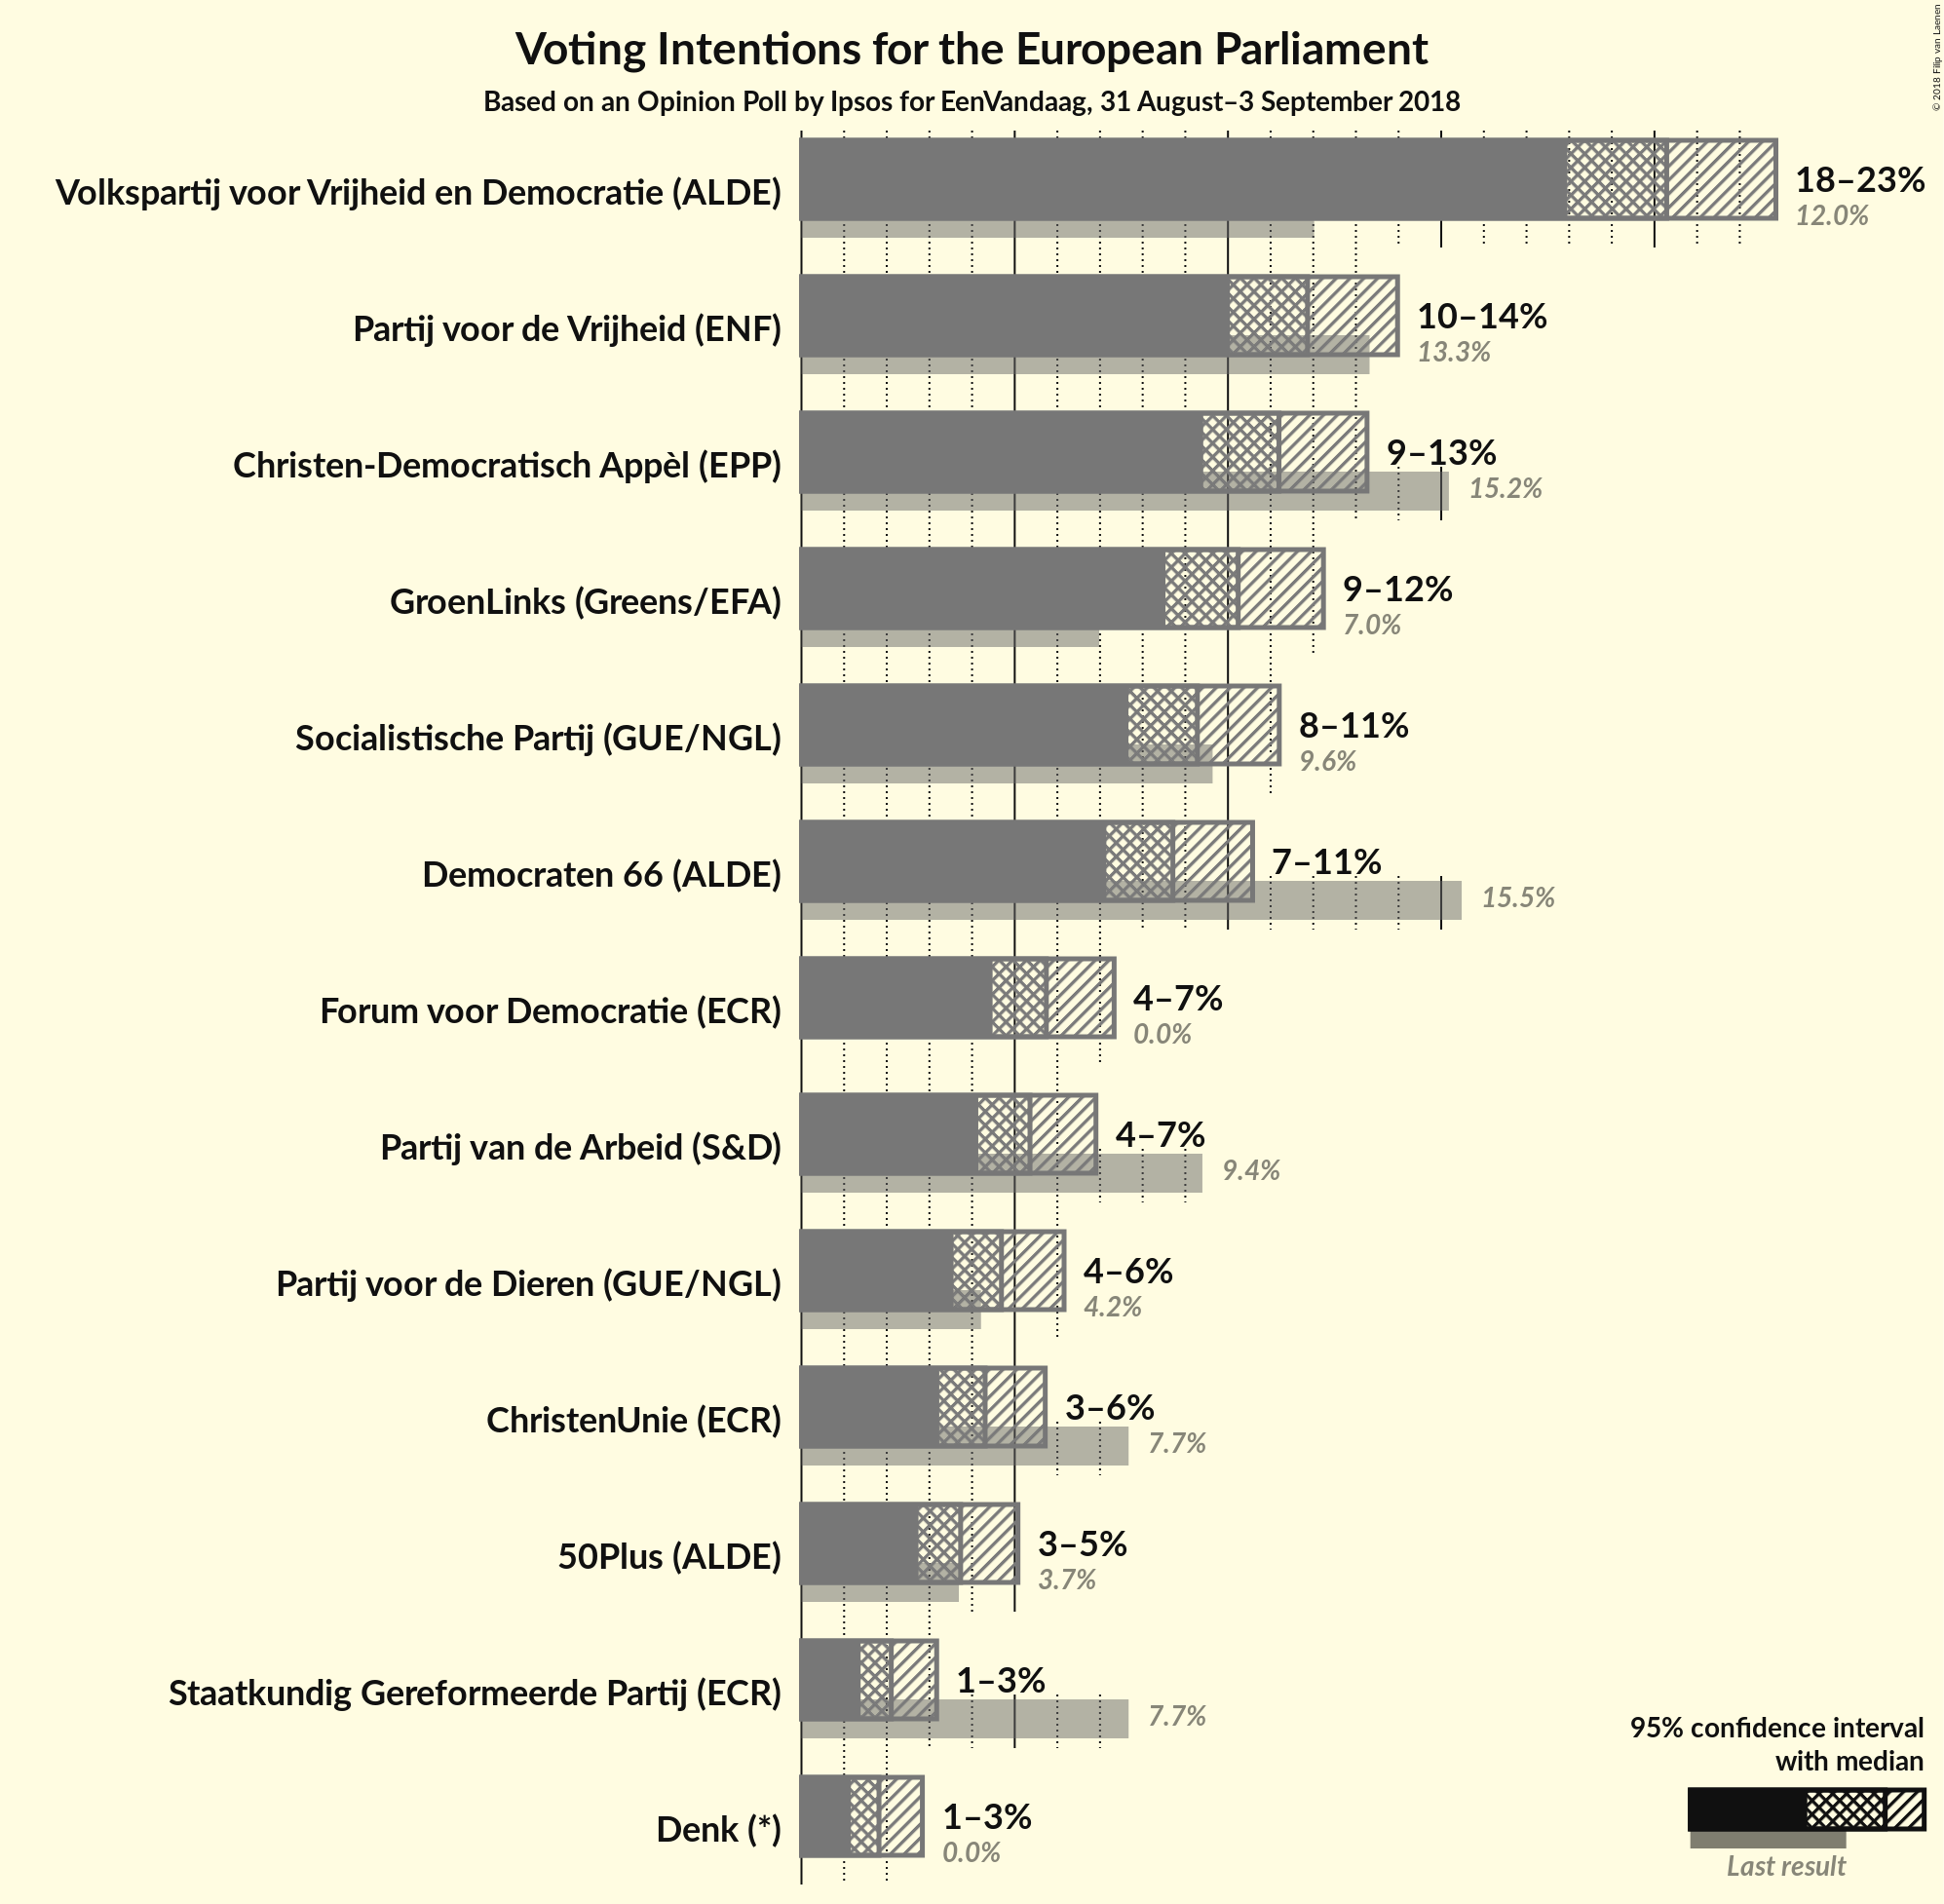 Voting Intentions for the European Parliament
Based on an Opinion Poll by Ipsos for EenVandaag, 31 August–3 September 2018
© 2018 Filip van Laenen
Volkspartij voor Vrijheid en Democratie (ALDE)
18–23%
12.0%
Partij voor de Vrijheid (ENF)
10–14%
13.3%
Christen-Democratisch Appèl (EPP)
9–13%
15.2%
GroenLinks (Greens/EFA)
9–12%
7.0%
Socialistische Partij (GUE/NGL)
8–11%
9.6%
Democraten 66 (ALDE)
7–11%
15.5%
Forum voor Democratie (ECR)
4–7%
0.0%
Partij van de Arbeid (S&D)
4–7%
9.4%
Partij voor de Dieren (GUE/NGL)
4–6%
4.2%
ChristenUnie (ECR)
3–6%
7.7%
50Plus (ALDE)
3–5%
3.7%
Staatkundig Gereformeerde Partij (ECR)
1–3%
7.7%
Denk (*)
1–3%
0.0%
95% confidence interval
with median
Last result